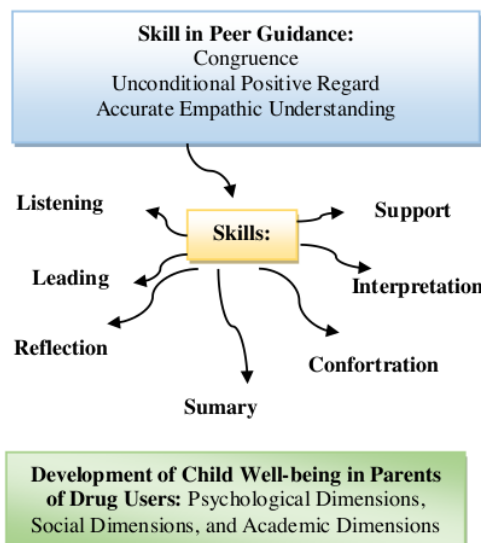 Skill in Peer Guidance:
Congruence
Unconditional Positive Regard
Accurate Empathic Understanding
Listening
Support
Skills:
Leading
Interpretation
Reflection
Confortration
Sumary
Development of Child Well-being in Parents
of Drug Users: Psychological Dimensions,
Social Dimensions, and Academic Dimensions